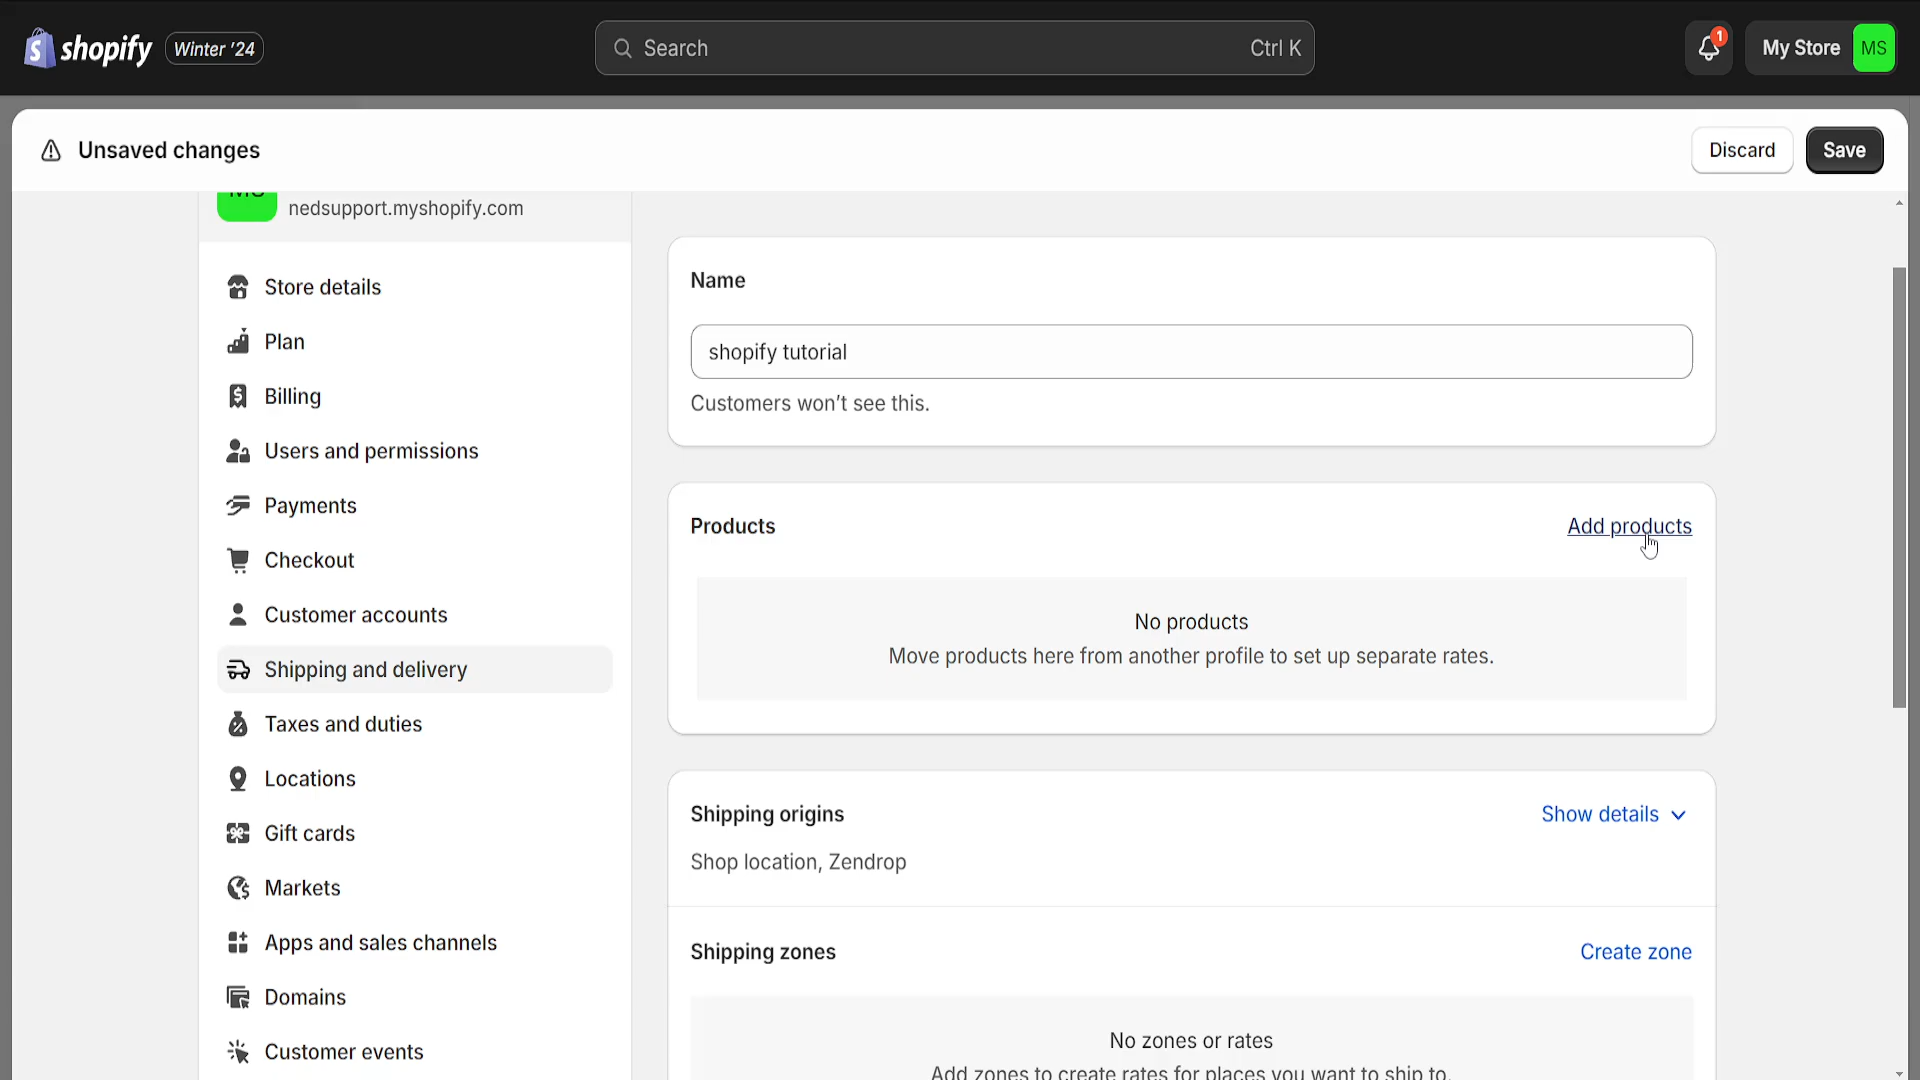 shopify Winter '24 Search Ctrl K 1 My Store MS
Unsaved changes Discard Save
MS
nedsupport.myshopify.com
Store details
Plan
Billing
Users and permissions
Payments
Checkout
Customer accounts
Shipping and delivery
Taxes and duties
Locations
Gift cards
Markets
Apps and sales channels
Domains
Customer events
Name
shopify tutorial
Customers won't see this.
Products Add products
No products
Move products here from another profile to set up separate rates.
Shipping origins Show details
Shop location, Zendrop
Shipping zones Create zone
No zones or rates
Add zones to create rates for places you want to ship to.